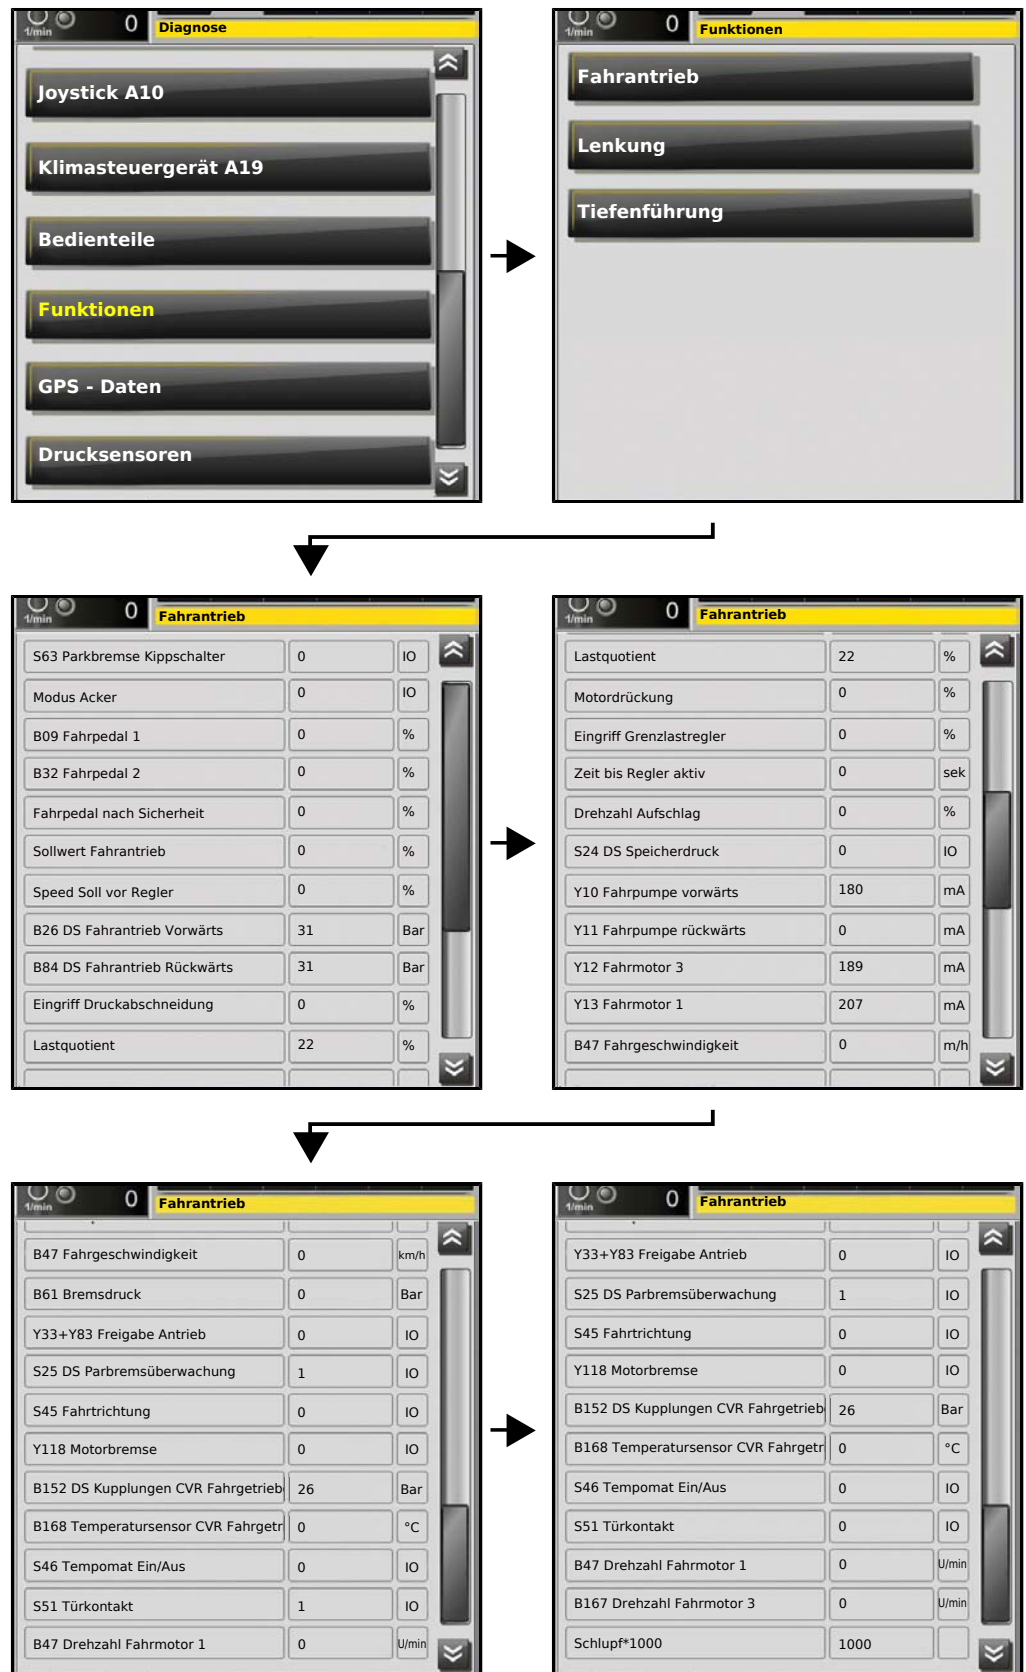 1/min 0 Diagnose
Joystick A10
Klimasteuergerät A19
Bedienteile
Funktionen
GPS - Daten
Drucksensoren
1/min 0 Funktionen
Fahrantrieb
Lenkung
Tiefenführung
1/min 0 Fahrantrieb
S63 Parkbremse Kippschalter 0 IO
Modus Acker 0 IO
B09 Fahrpedal 1 0 %
B32 Fahrpedal 2 0 %
Fahrpedal nach Sicherheit 0 %
Sollwert Fahrantrieb 0 %
Speed Soll vor Regler 0 %
B26 DS Fahrantrieb Vorwärts 31 Bar
B84 DS Fahrantrieb Rückwärts 31 Bar
Eingriff Druckabschneidung 0 %
Lastquotient 22 %
1/min 0 Fahrantrieb
Lastquotient 22 %
Motordrückung 0 %
Eingriff Grenzlastregler 0 %
Zeit bis Regler aktiv 0 sek
Drehzahl Aufschlag 0 %
S24 DS Speicherdruck 0 IO
Y10 Fahrpumpe vorwärts 180 mA
Y11 Fahrpumpe rückwärts 0 mA
Y12 Fahrmotor 3 189 mA
Y13 Fahrmotor 1 207 mA
B47 Fahrgeschwindigkeit 0 m/h
1/min 0 Fahrantrieb
B47 Fahrgeschwindigkeit 0 km/h
B61 Bremsdruck 0 Bar
Y33+Y83 Freigabe Antrieb 0 IO
S25 DS Parbremsüberwachung 1 IO
S45 Fahrtrichtung 0 IO
Y118 Motorbremse 0 IO
B152 DS Kupplungen CVR Fahrgetrieb 26 Bar
B168 Temperatursensor CVR Fahrgetr 0 °C
S46 Tempomat Ein/Aus 0 IO
S51 Türkontakt 1 IO
B47 Drehzahl Fahrmotor 1 0 U/min
1/min 0 Fahrantrieb
Y33+Y83 Freigabe Antrieb 0 IO
S25 DS Parbremsüberwachung 1 IO
S45 Fahrtrichtung 0 IO
Y118 Motorbremse 0 IO
B152 DS Kupplungen CVR Fahrgetrieb 26 Bar
B168 Temperatursensor CVR Fahrgetr 0 °C
S46 Tempomat Ein/Aus 0 IO
S51 Türkontakt 0 IO
B47 Drehzahl Fahrmotor 1 0 U/min
B167 Drehzahl Fahrmotor 3 0 U/min
Schlupf*1000 1000